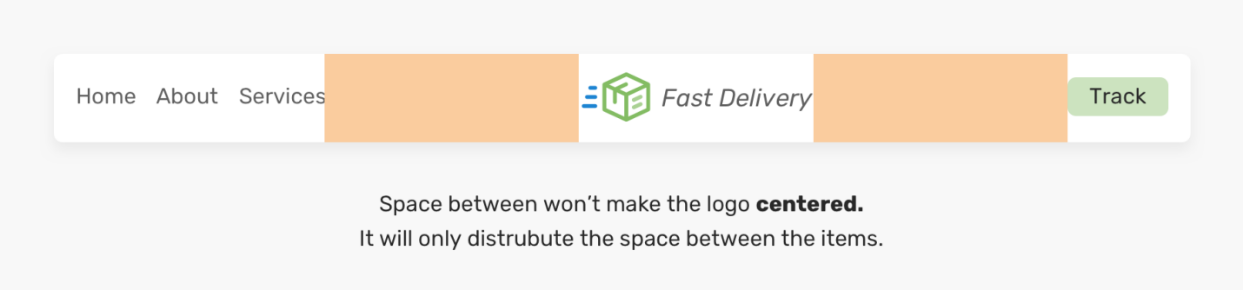 Home About Services Fast Delivery Track
Space between won’t make the logo centered.
It will only distrubute the space between the items.